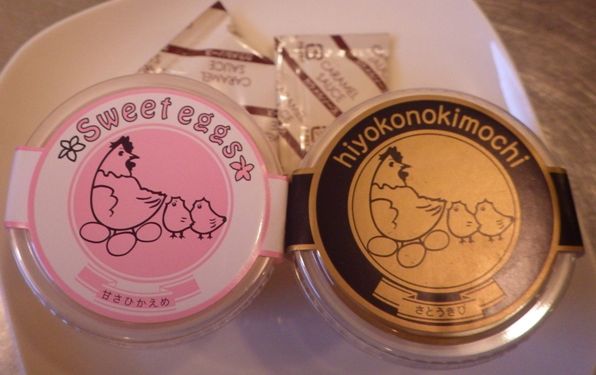 CARAMEL
SAUCE
CARAMEL
SAUCE
Sweet eggs
甘さひかえめ
hiyokonokimochi
さとうきび